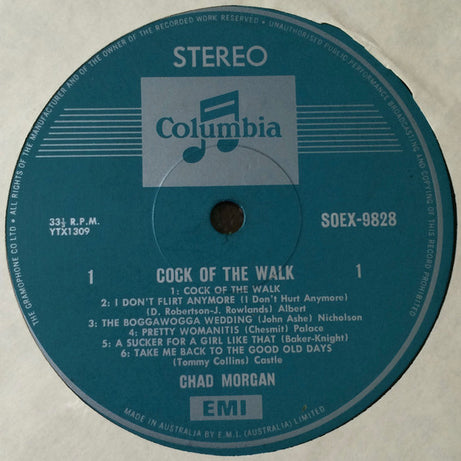 THE GRAMOPHONE CO LTD • ALL RIGHTS OF THE MANUFACTURER AND OF THE OWNER OF THE RECORDED WORK RESERVED • UNAUTHORISED PUBLIC PERFORMANCE BROADCASTING AND COPYING OF THIS RECORD PROHIBITED
STEREO
Columbia
33⅓ R.P.M.
YTX1309
SOEX-9828
1 COCK OF THE WALK 1
1: COCK OF THE WALK
2: I DON'T FLIRT ANYMORE (I Don't Hurt Anymore)
(D. Robertson-J. Rowlands) Albert
3: THE BOGGAWOGGA WEDDING (John Ashe) Nicholson
4: PRETTY WOMANITIS (Chesmit) Palace
5: A SUCKER FOR A GIRL LIKE THAT (Baker-Knight)
6: TAKE ME BACK TO THE GOOD OLD DAYS
(Tommy Collins) Castle
CHAD MORGAN
EMI
MADE IN AUSTRALIA BY E.M.I. (AUSTRALIA) LIMITED